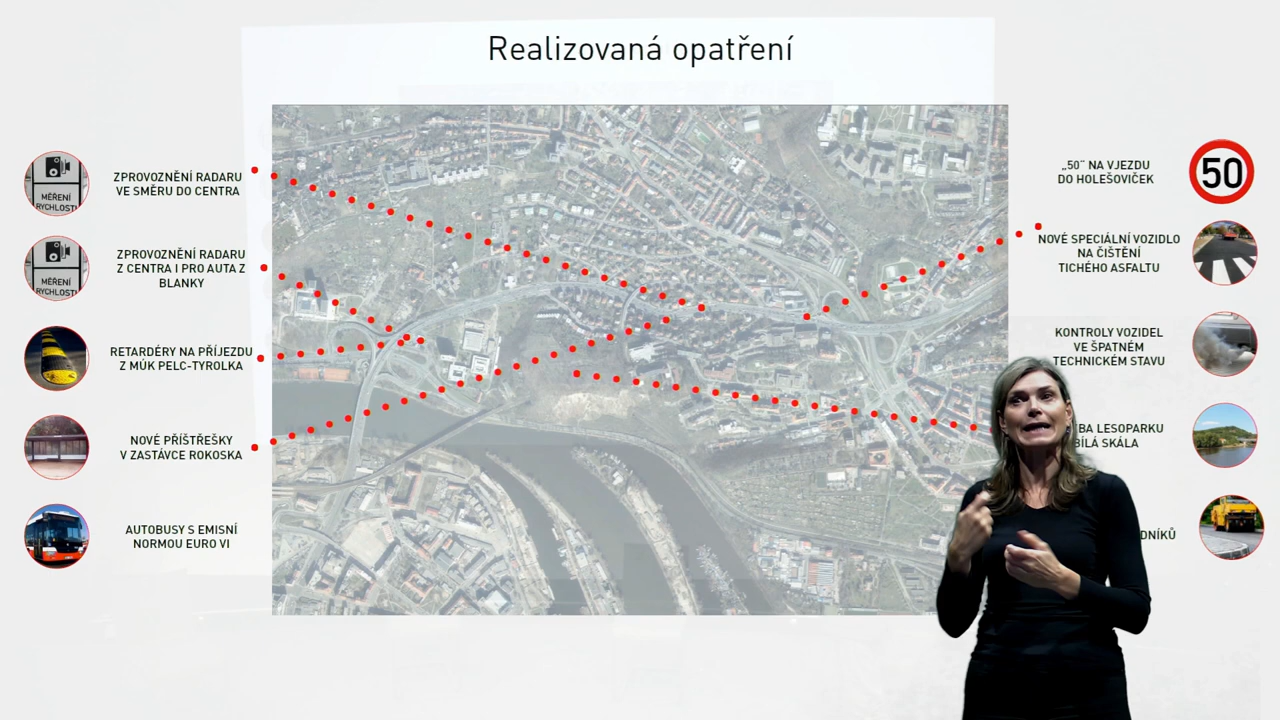 Realizovaná opatření
MĚŘENÍ
RYCHLOSTI
ZPROVOZNĚNÍ RADARU
VE SMĚRU DO CENTRA
MĚŘENÍ
RYCHLOSTI
ZPROVOZNĚNÍ RADARU
Z CENTRA I PRO AUTA Z
BLANKY
RETARDÉRY NA PŘÍJEZDU
Z MÚK PELC-TYROLKA
NOVÉ PŘÍSTŘEŠKY
V ZASTÁVCE ROKOSKA
AUTOBUSY S EMISNÍ
NORMOU EURO VI
„50“ NA VJEZDU
DO HOLEŠOVIČEK
50
NOVÉ SPECIÁLNÍ VOZIDLO
NA ČIŠTĚNÍ
TICHÉHO ASFALTU
KONTROLY VOZIDEL
VE ŠPATNÉM
TECHNICKÉM STAVU
LESOPARKU
BÍLÁ SKÁLA